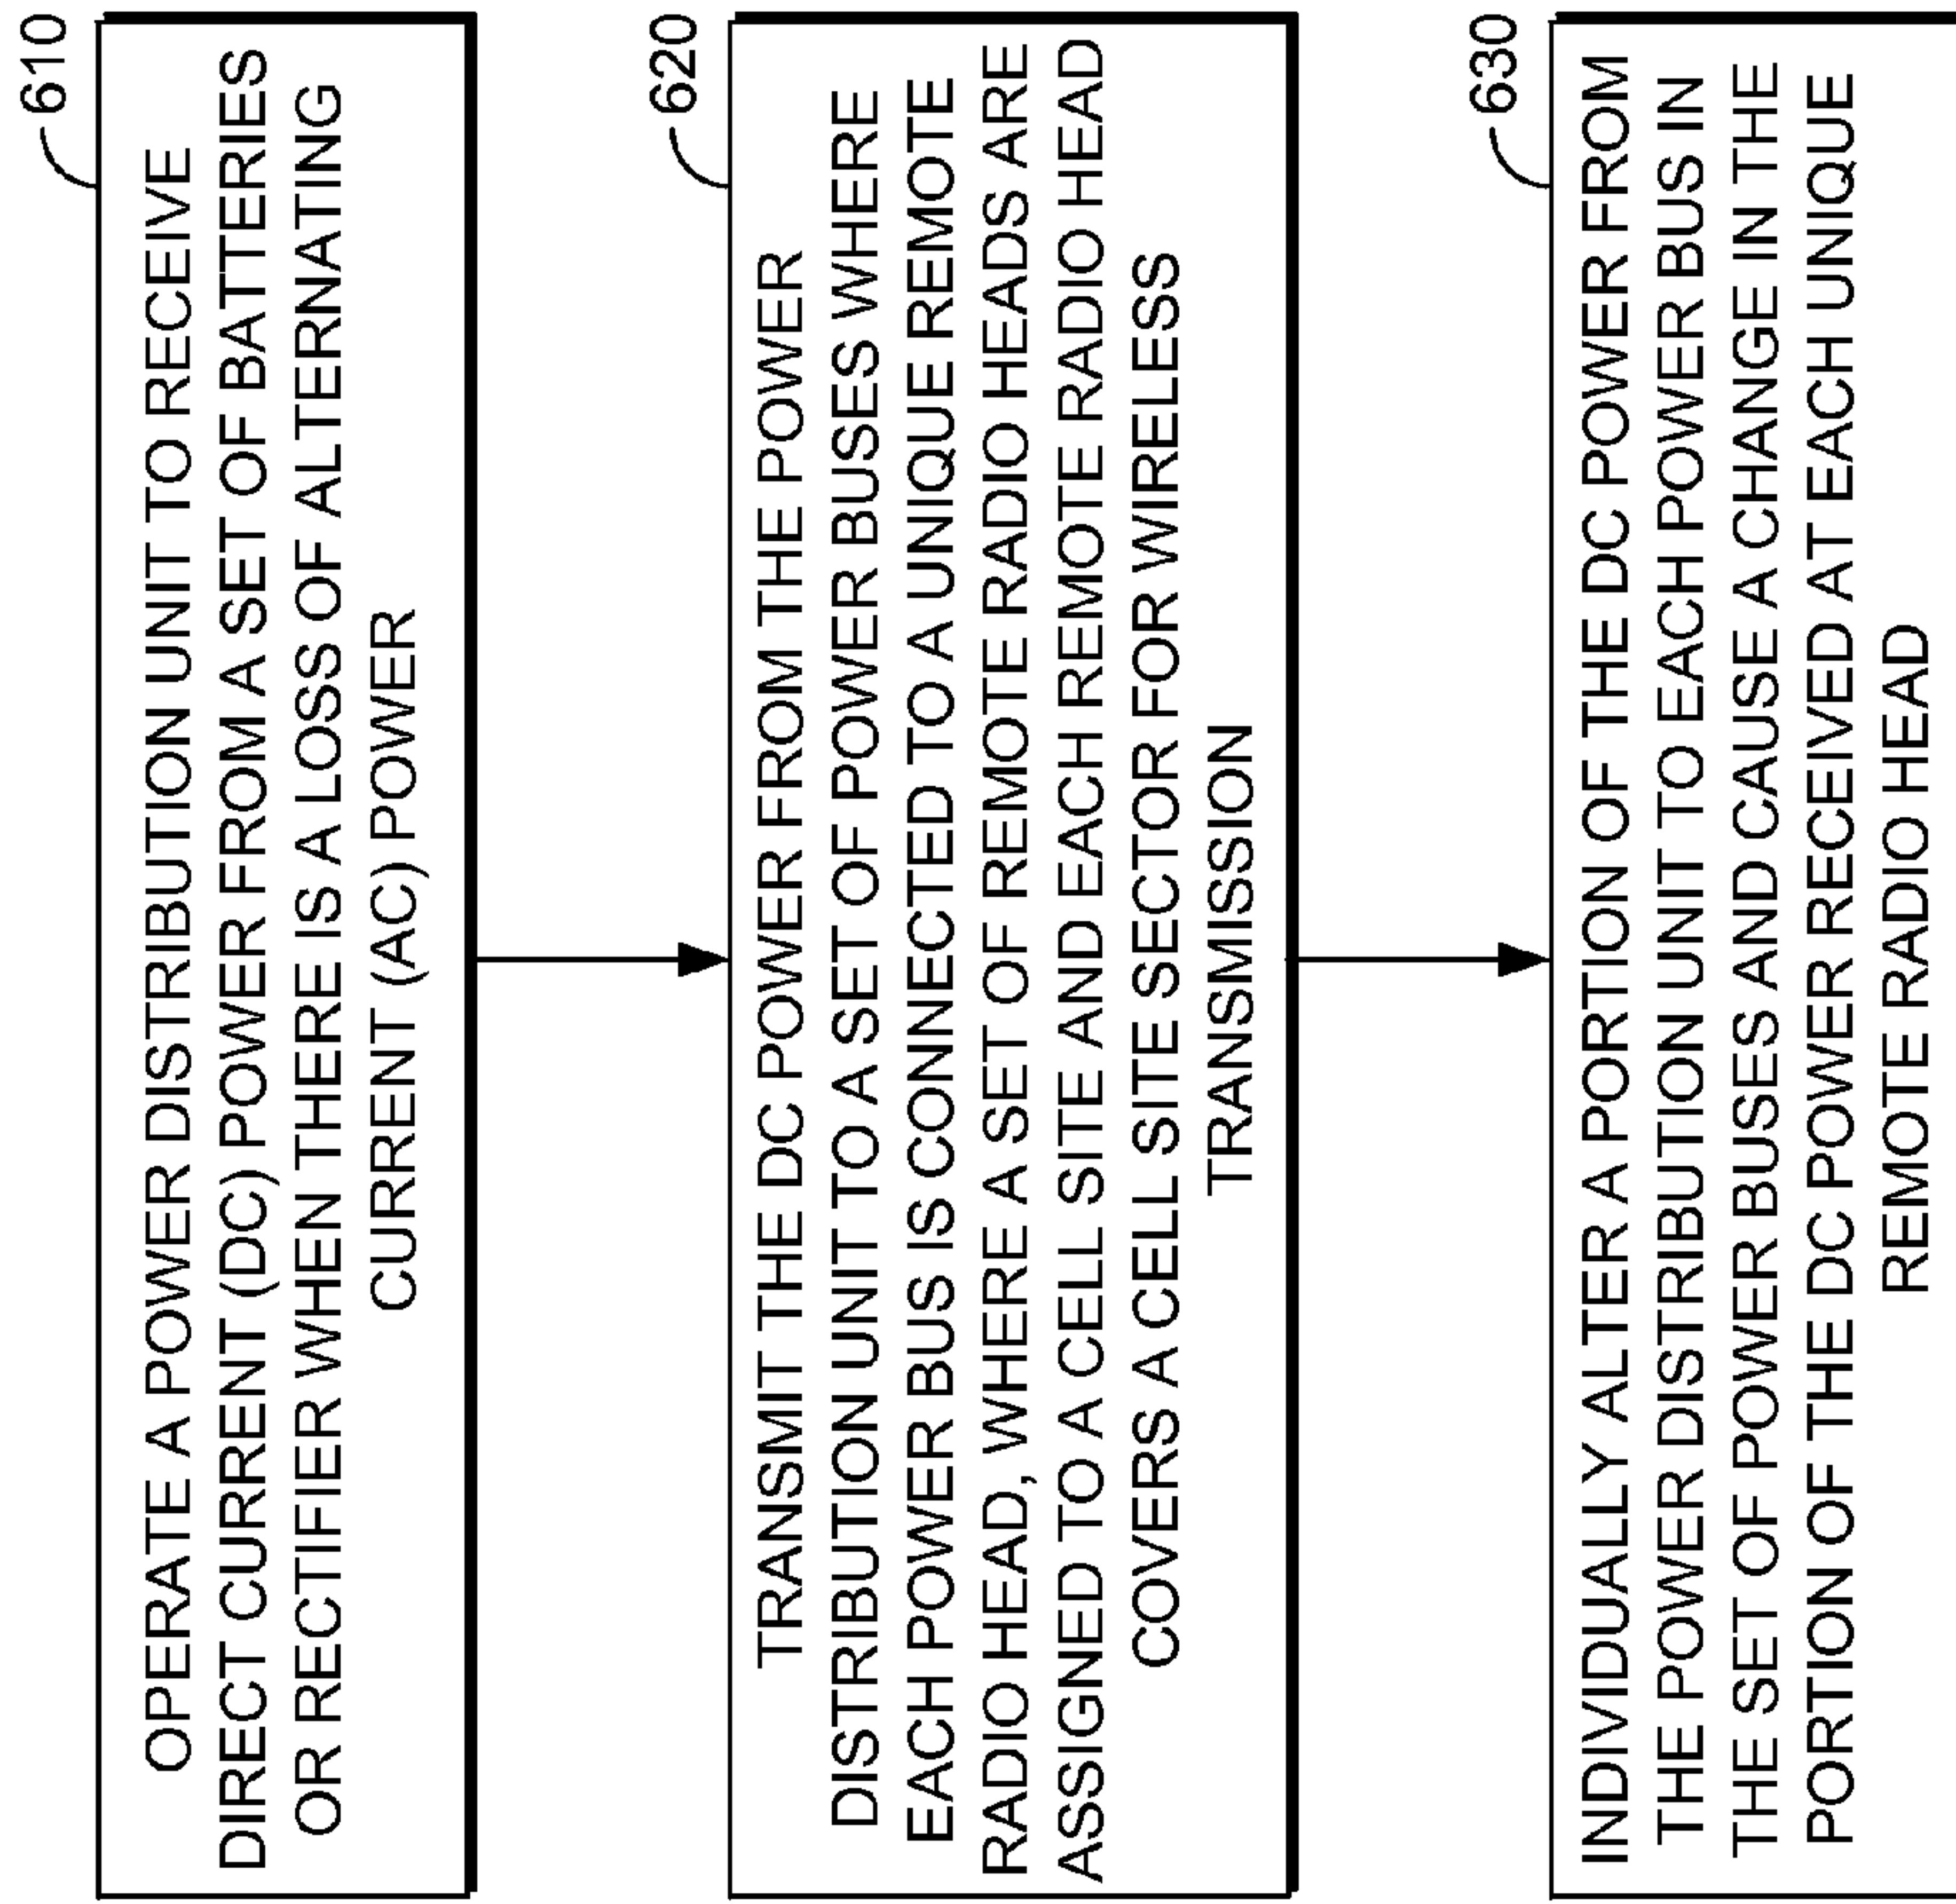 610
OPERATE A POWER DISTRIBUTION UNIT TO RECEIVE
DIRECT CURRENT (DC) POWER FROM A SET OF BATTERIES
OR RECTIFIER WHEN THERE IS A LOSS OF ALTERNATING
CURRENT (AC) POWER
620
TRANSMIT THE DC POWER FROM THE POWER
DISTRIBUTION UNIT TO A SET OF POWER BUSES WHERE
EACH POWER BUS IS CONNECTED TO A UNIQUE REMOTE
RADIO HEAD, WHERE A SET OF REMOTE RADIO HEADS ARE
ASSIGNED TO A CELL SITE AND EACH REMOTE RADIO HEAD
COVERS A CELL SITE SECTOR FOR WIRELESS
TRANSMISSION
630
INDIVIDUALLY ALTER A PORTION OF THE DC POWER FROM
THE POWER DISTRIBUTION UNIT TO EACH POWER BUS IN
THE SET OF POWER BUSES AND CAUSE A CHANGE IN THE
PORTION OF THE DC POWER RECEIVED AT EACH UNIQUE
REMOTE RADIO HEAD